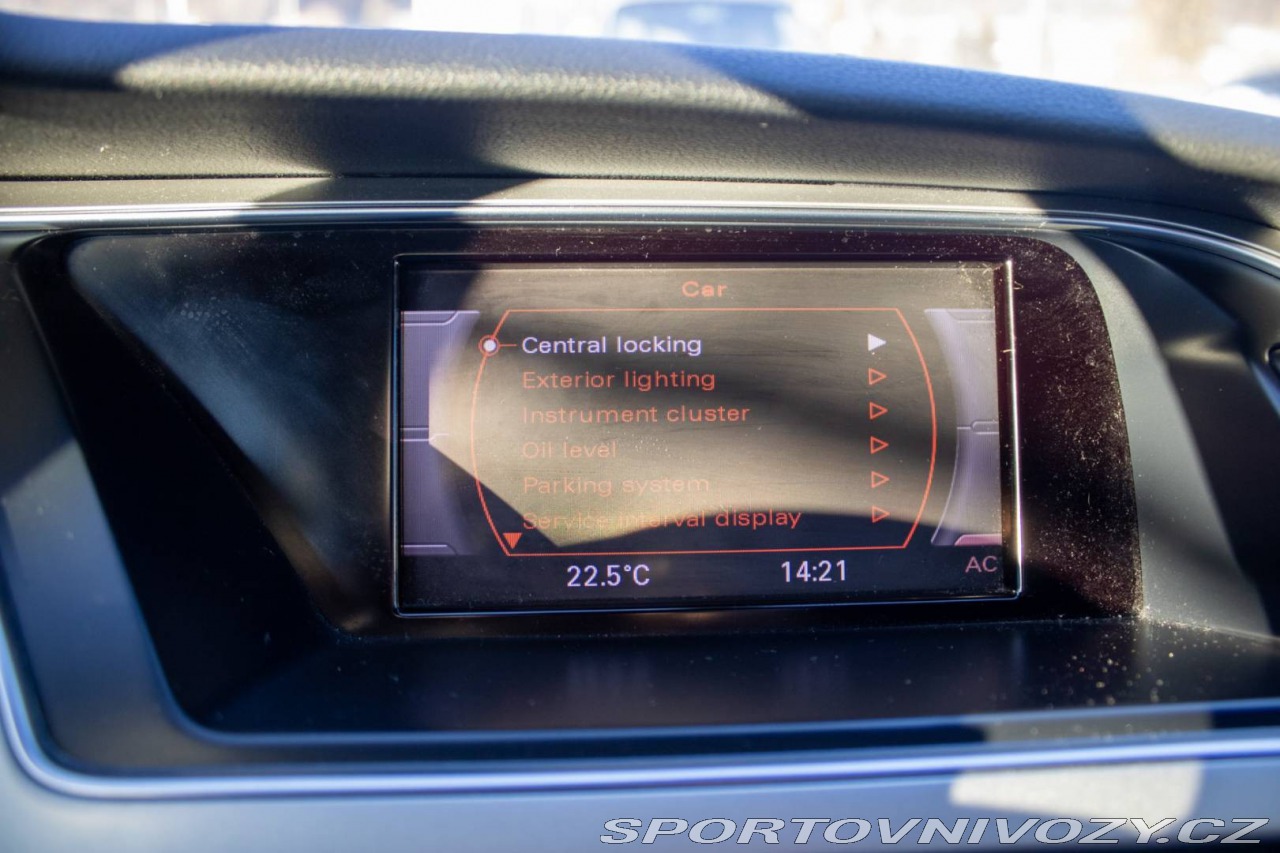 Car
Central locking
Exterior lighting
Instrument cluster
Oil level
Parking system
Service interval display
22.5°C 14:21 AC
SPORTOVNIVOZY.CZ